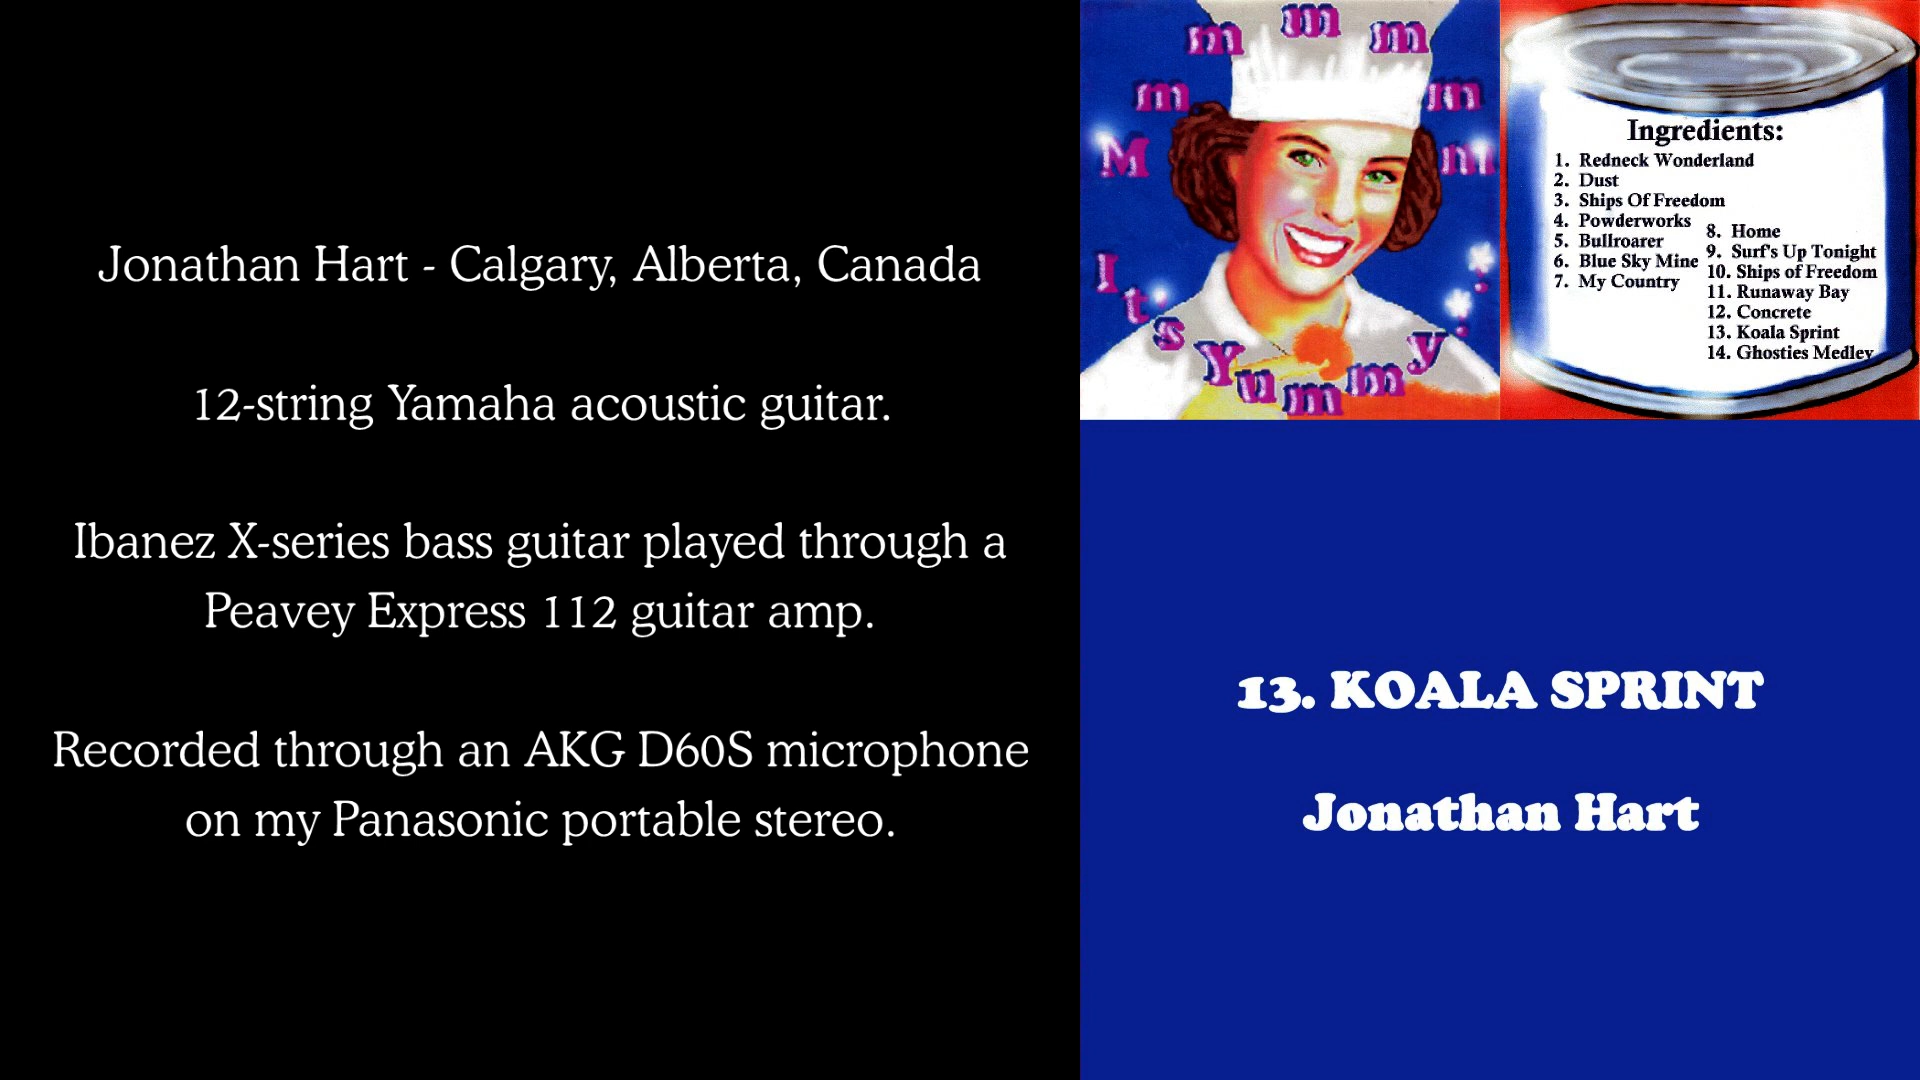 Jonathan Hart - Calgary, Alberta, Canada
12-string Yamaha acoustic guitar.
Ibanez X-series bass guitar played through a
Peavey Express 112 guitar amp.
Recorded through an AKG D60S microphone
on my Panasonic portable stereo.
M m m m m m m m
It's Yummy!
Ingredients:
1. Redneck Wonderland
2. Dust
3. Ships Of Freedom
4. Powderworks
5. Bullroarer
6. Blue Sky Mine
7. My Country
8. Home
9. Surf's Up Tonight
10. Ships of Freedom
11. Runaway Bay
12. Concrete
13. Koala Sprint
14. Ghosties Medley
13. KOALA SPRINT
Jonathan Hart